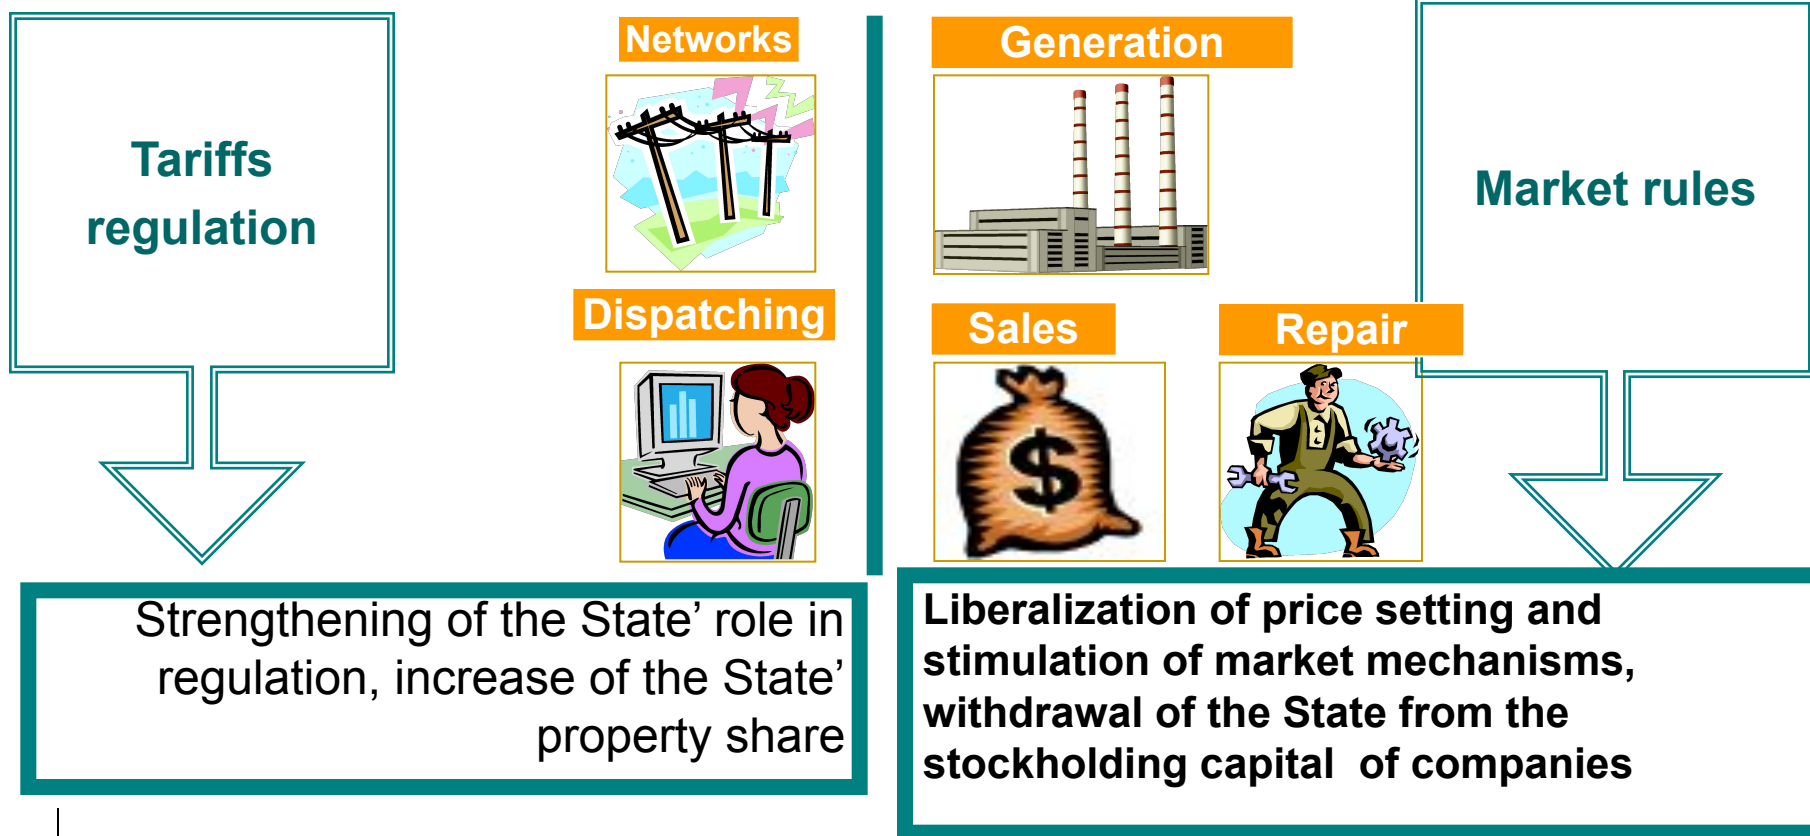 Tariffs
regulation
Networks
Dispatching
Strengthening of the State’ role in
regulation, increase of the State’
property share
Generation
Sales
Repair
$
Market rules
Liberalization of price setting and
stimulation of market mechanisms,
withdrawal of the State from the
stockholding capital of companies